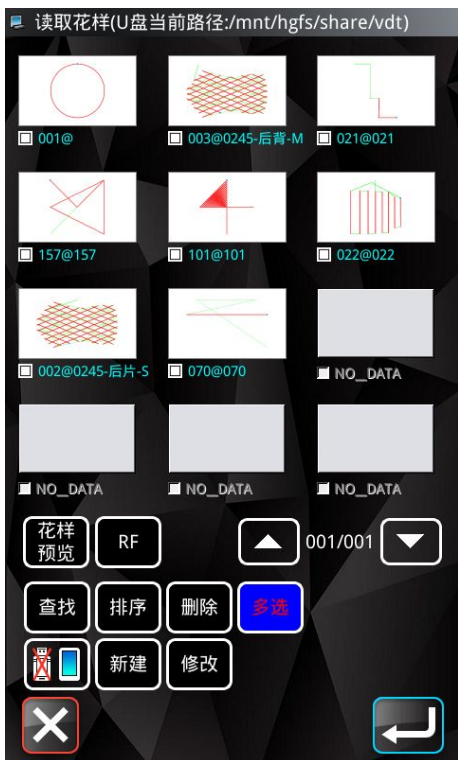 读取花样(U盘当前路径:/mnt/hgfs/share/vdt)
001@
003@0245-后背-M
021@021
157@157
101@101
022@022
002@0245-后片-S
070@070
NO_DATA
NO_DATA
NO_DATA
NO_DATA
花样
预览
RF
001/001
查找
排序
删除
多选
新建
修改